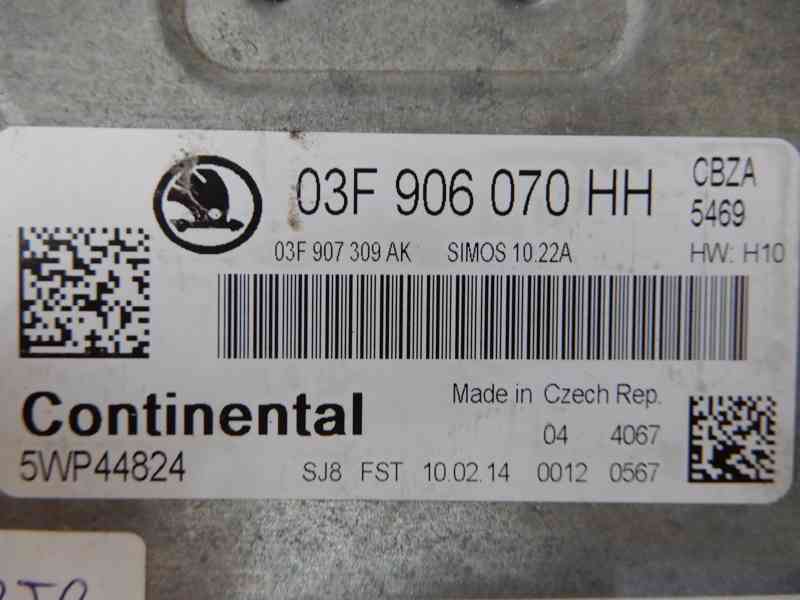 03F 906 070 HH CBZA
5469
03F 907 309 AK SIMOS 10.22A HW: H10
Continental
Made in Czech Rep.
04 4067
5WP44824 SJ8 FST 10.02.14 00120 0567